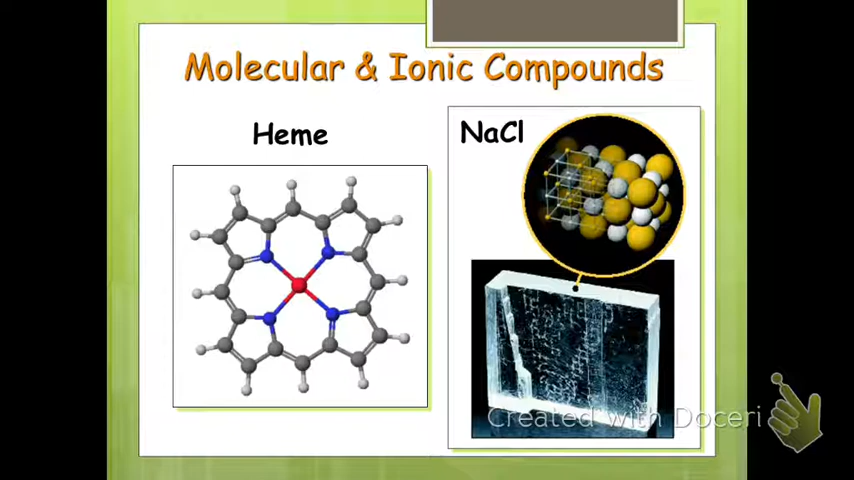 Molecular & Ionic Compounds
Heme
NaCl
Created with Doceri